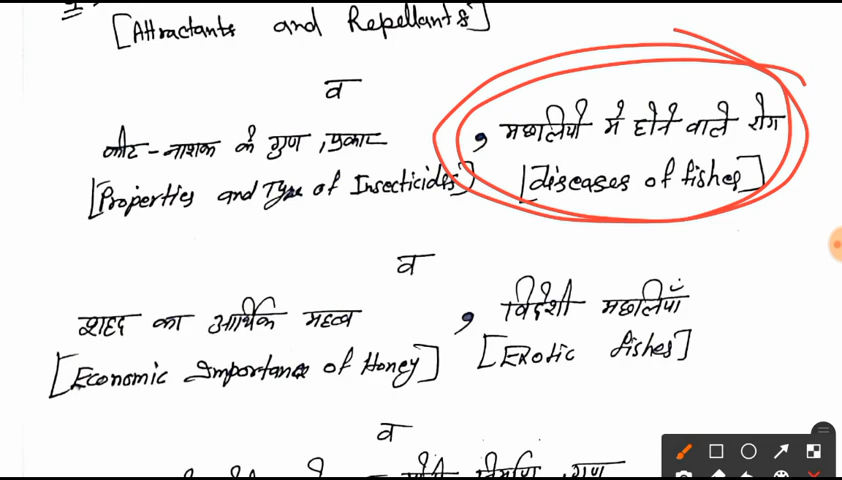 [Attractants and Repellants]
व
कीट-नाशक के गुण, प्रकार , मछलियों में होने वाले रोग
[Properties and Type of Insecticides] [diseases of fishes]
व
शहद का आर्थिक महत्व , विदेशी मछलियाँ
[Economic Importance of Honey] [Exotic fishes]
व